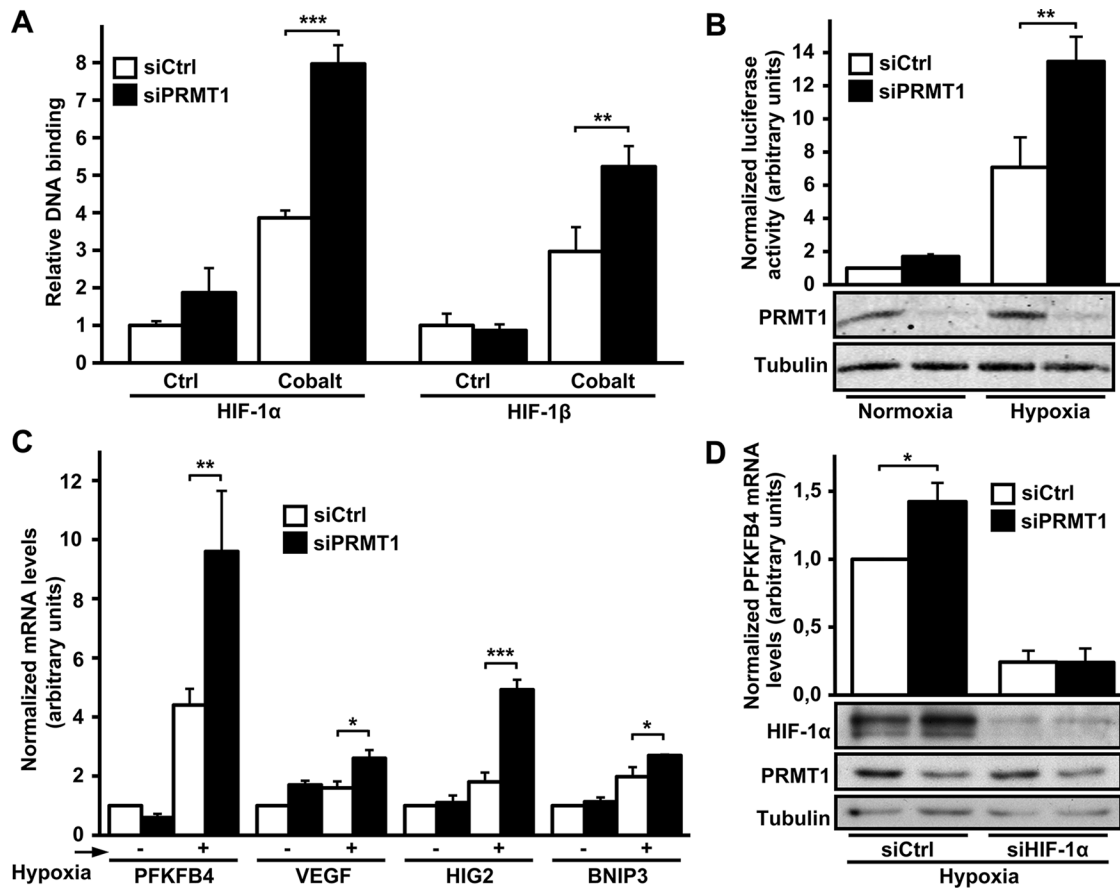 A
***
siCtrl
siPRMT1
Relative DNA binding
8
7
6
5
4
3
2
1
0
**
Ctrl Cobalt Ctrl Cobalt
HIF-1α HIF-1β
B
**
siCtrl
siPRMT1
Normalized luciferase
activity (arbitrary units)
14
12
10
8
6
4
2
0
PRMT1
Tubulin
Normoxia Hypoxia
C
**
siCtrl
siPRMT1
Normalized mRNA levels
(arbitrary units)
12
10
8
6
4
2
0
*
***
*
- + - + - + - +
Hypoxia
PFKFB4 VEGF HIG2 BNIP3
D
*
siCtrl
siPRMT1
Normalized PFKFB4 mRNA
levels (arbitrary units)
1,5
1,0
0,5
0,0
HIF-1α
PRMT1
Tubulin
siCtrl siHIF-1α
Hypoxia